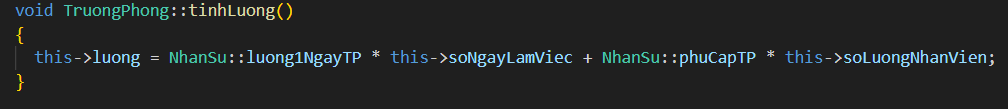 void TruongPhong::tinhLuong()
{
  this->luong = NhanSu::luong1NgayTP * this->soNgayLamViec + NhanSu::phuCapTP * this->soLuongNhanVien;
}